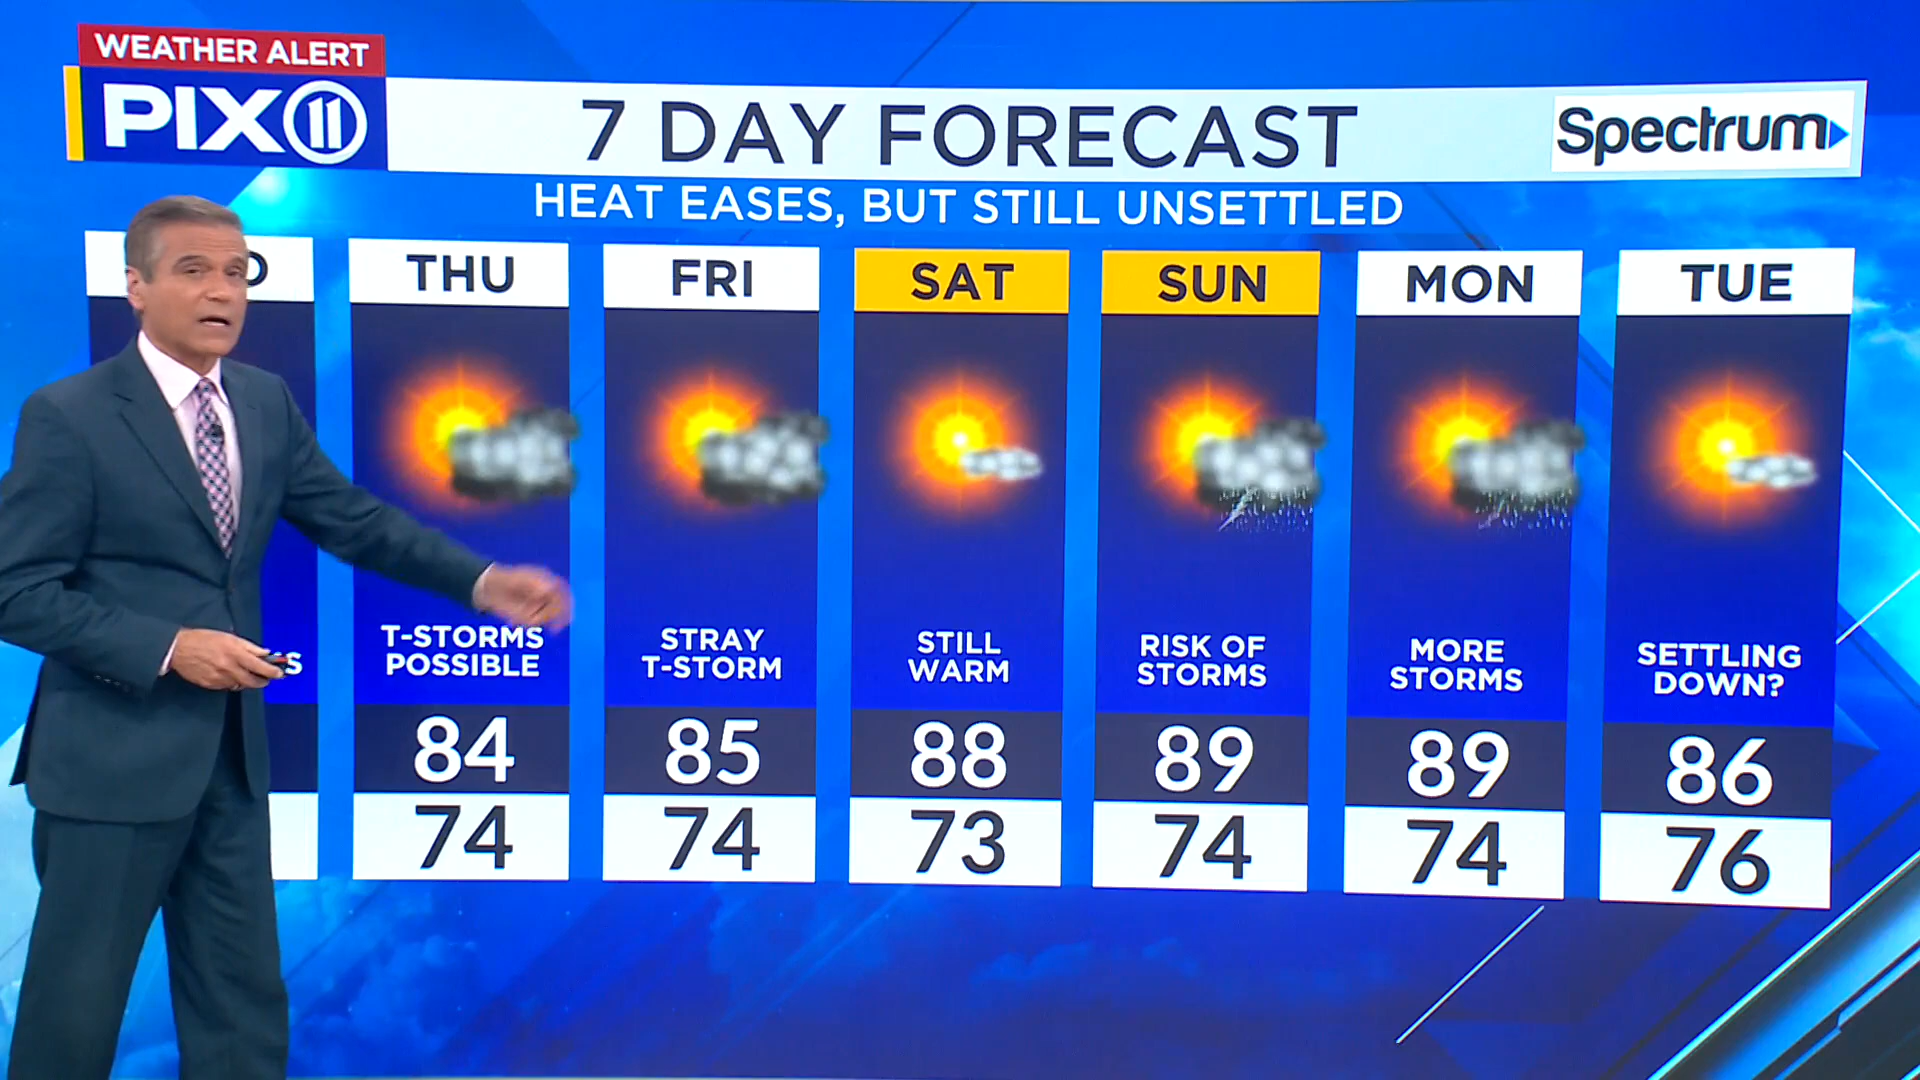 WEATHER ALERT
PIX11
7 DAY FORECAST
Spectrum
HEAT EASES, BUT STILL UNSETTLED
THU
FRI
SAT
SUN
MON
TUE
T-STORMS
POSSIBLE
STRAY
T-STORM
STILL
WARM
RISK OF
STORMS
MORE
STORMS
SETTLING
DOWN?
84
85
88
89
89
86
74
74
73
74
74
76